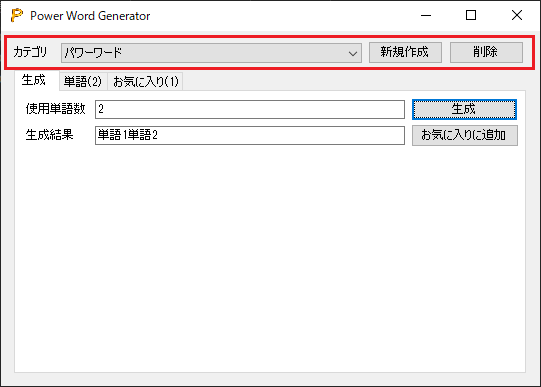 Power Word Generator
カテゴリ パワーワード 新規作成 削除
生成 単語(2) お気に入り(1)
使用単語数 2 生成
生成結果 単語1単語2 お気に入りに追加